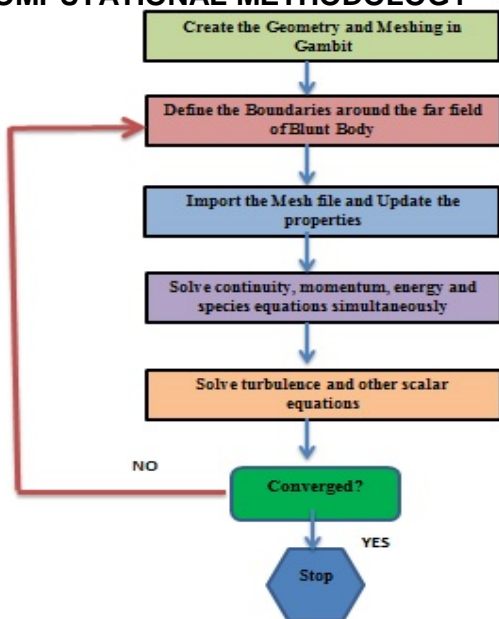 COMPUTATIONAL METHODOLOGY
Create the Geometry and Meshing in
Gambit
Define the Boundaries around the far field
of Blunt Body
Import the Mesh file and Update the
properties
Solve continuity, momentum, energy and
species equations simultaneously
Solve turbulence and other scalar
equations
NO
Converged?
YES
Stop